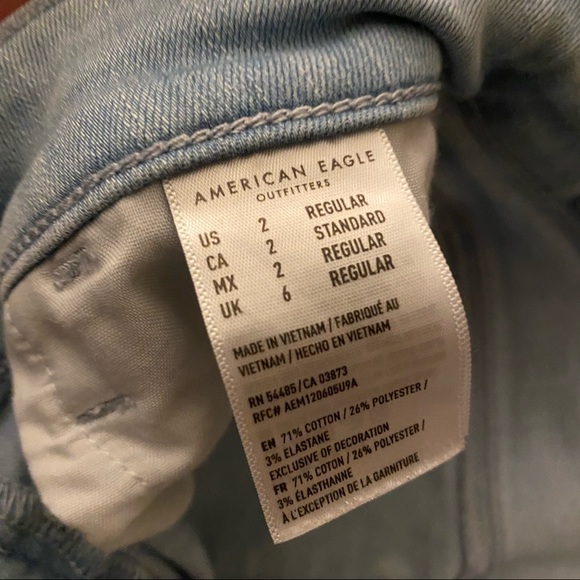 AMERICAN EAGLE
OUTFITTERS
US 2 REGULAR
CA 2 STANDARD
MX 2 REGULAR
UK 6 REGULAR
MADE IN VIETNAM / FABRIQUÉ AU
VIETNAM / HECHO EN VIETNAM
RN 54485 / CA 03873
RFC# AEM120605U9A
EN 71% COTTON / 26% POLYESTER /
3% ELASTANE
EXCLUSIVE OF DECORATION
FR 71% COTON / 26% POLYESTER /
3% ÉLASTHANNE
À L'EXCEPTION DE LA GARNITURE